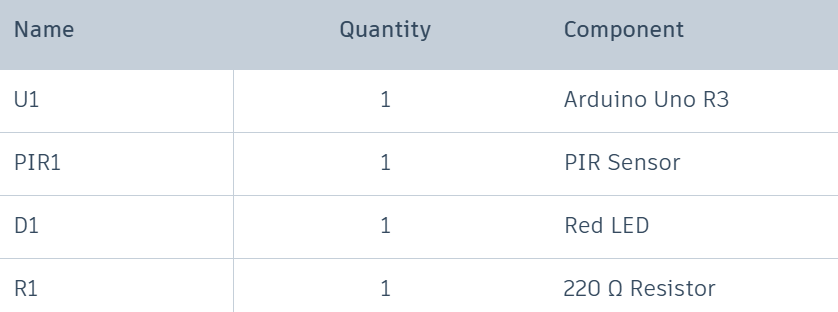 Name Quantity Component
U1 1 Arduino Uno R3
PIR1 1 PIR Sensor
D1 1 Red LED
R1 1 220 Ω Resistor